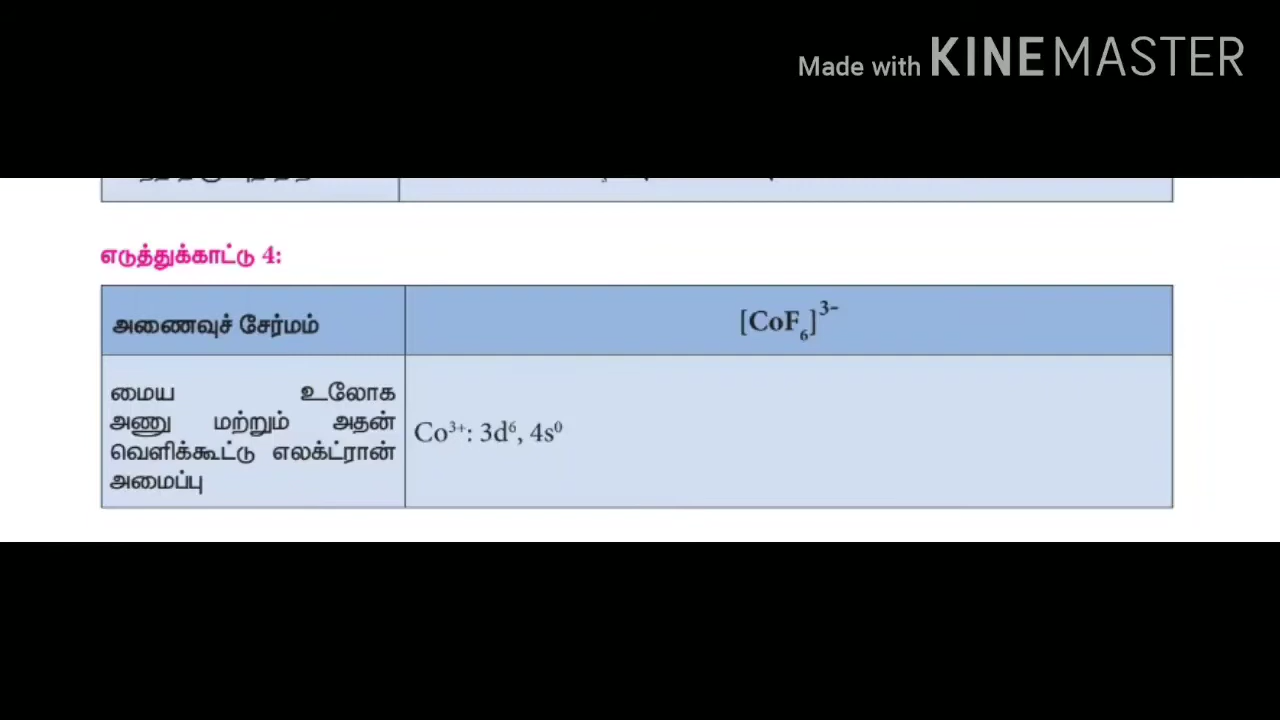 Made with KINEMASTER
எடுத்துக்காட்டு 4:
அணைவுச் சேர்மம்
[CoF₆]³⁻
மைய உலோக
அணு மற்றும் அதன்
வெளிக்கூட்டு எலக்ட்ரான்
அமைப்பு
Co³⁺: 3d⁶, 4s⁰